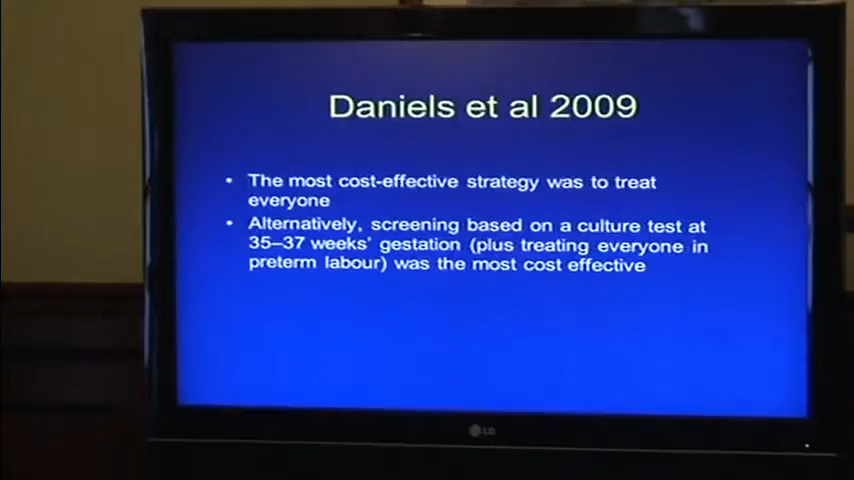 Daniels et al 2009
• The most cost-effective strategy was to treat
everyone
• Alternatively, screening based on a culture test at
35–37 weeks' gestation (plus treating everyone in
preterm labour) was the most cost effective
LG